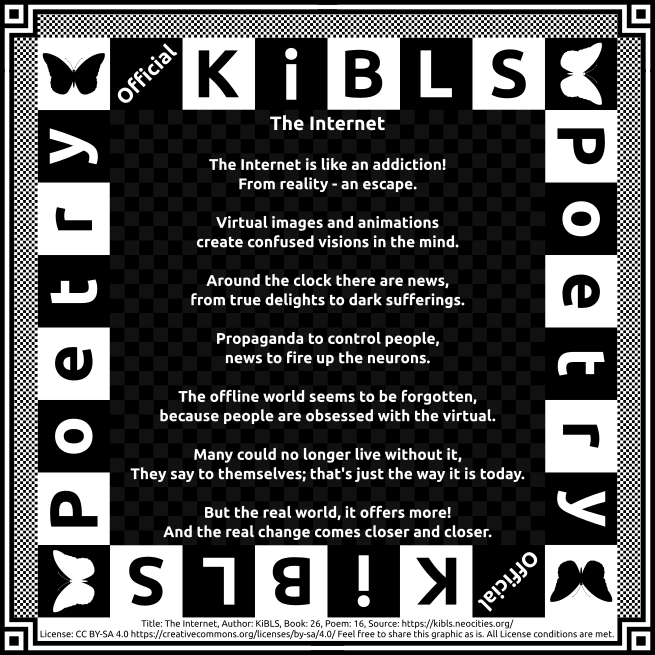 Official KiBLS
Poetry
Poetry
The Internet
The Internet is like an addiction!
From reality - an escape.
Virtual images and animations
create confused visions in the mind.
Around the clock there are news,
from true delights to dark sufferings.
Propaganda to control people,
news to fire up the neurons.
The offline world seems to be forgotten,
because people are obsessed with the virtual.
Many could no longer live without it,
They say to themselves; that's just the way it is today.
But the real world, it offers more!
And the real change comes closer and closer.
Official KiBLS
Title: The Internet, Author: KiBLS, Book: 26, Poem: 16, Source: https://kibls.neocities.org/
License: CC BY-SA 4.0 https://creativecommons.org/licenses/by-sa/4.0/ Feel free to share this graphic as is. All License conditions are met.